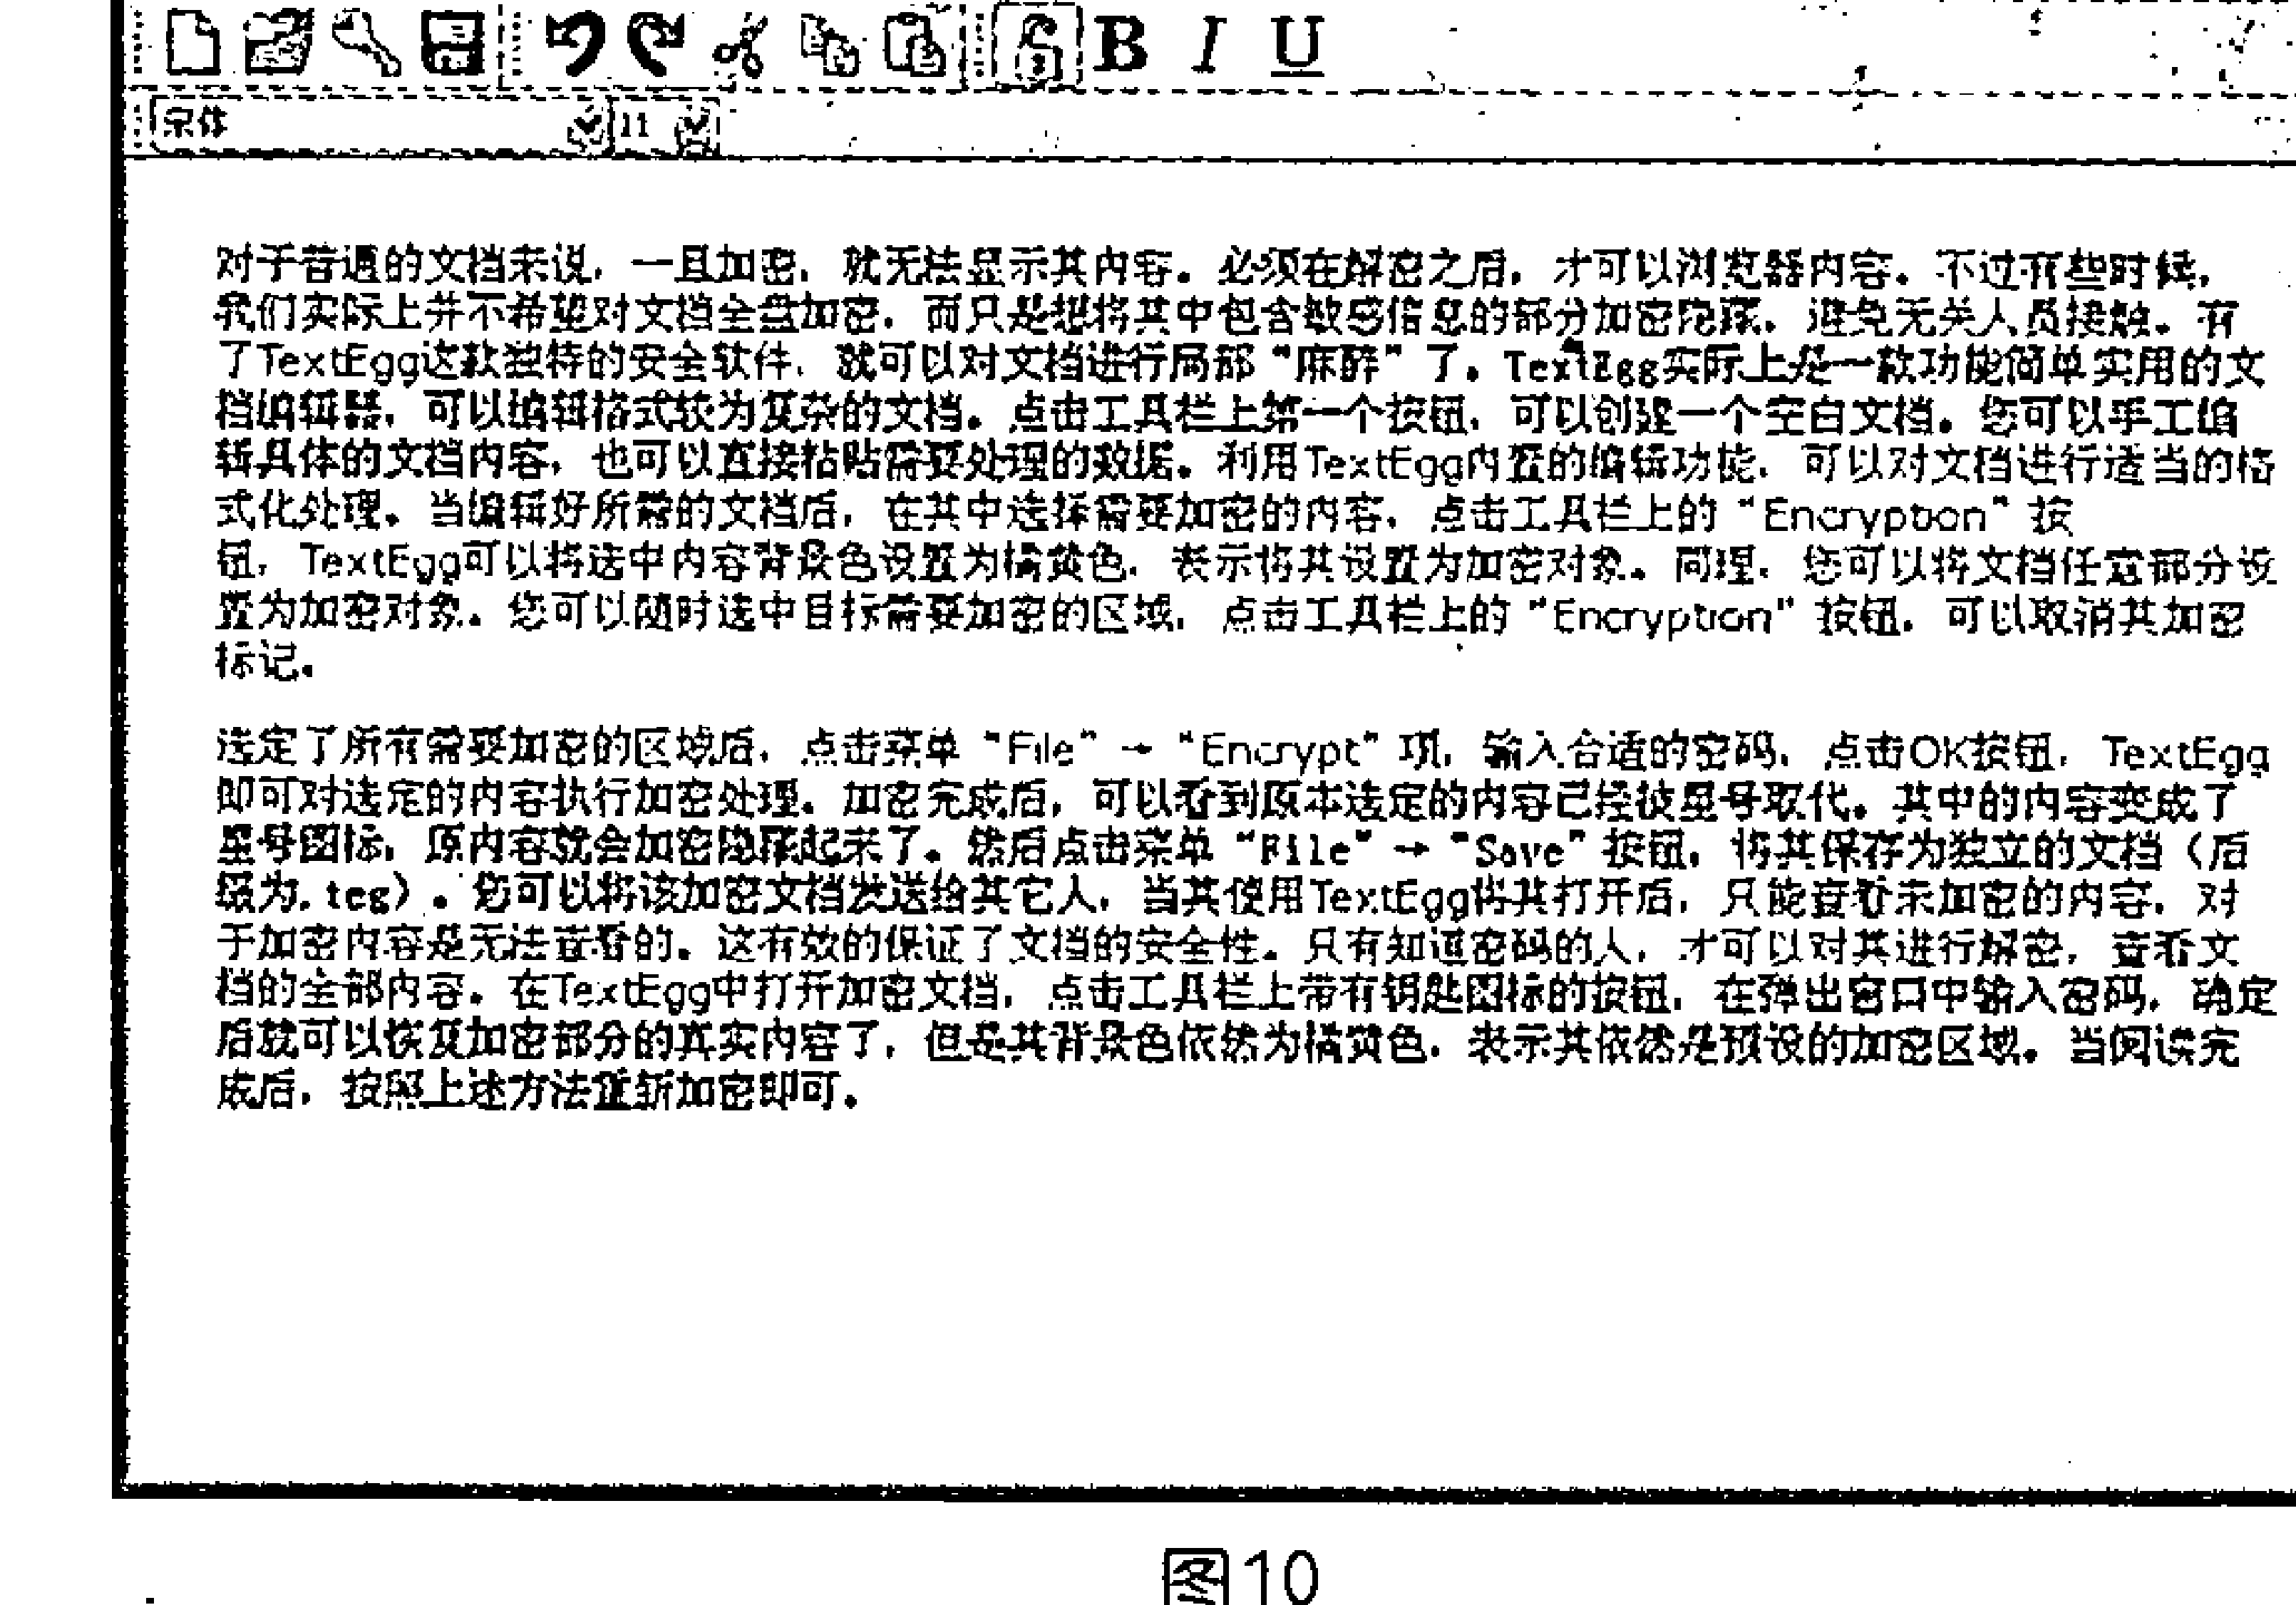 B I U
宋体 11
对于普通的文档来说，一旦加密，就无法显示其内容。必须在解密之后，才可以浏览器内容。不过有些时候，
我们实际上并不希望对文档全盘加密，而只是想将其中包含敏感信息的部分加密隐藏，避免无关人员接触。有
了TextEgg这款独特的安全软件，就可以对文档进行局部“麻醉”了。TextEgg实际上是一款功能简单实用的文
档编辑器，可以编辑格式较为复杂的文档。点击工具栏上第一个按钮，可以创建一个空白文档。您可以手工编
辑具体的文档内容，也可以直接粘贴需要处理的数据。利用TextEgg内置的编辑功能，可以对文档进行适当的格
式化处理。当编辑好所需的文档后，在其中选择需要加密的内容，点击工具栏上的“Encryption”按
钮，TextEgg可以将选中内容背景色设置为橘黄色，表示将其设置为加密对象。同理，您可以将文档任意部分设
置为加密对象。您可以随时选中目标需要加密的区域，点击工具栏上的“Encryption”按钮，可以取消其加密
标记。
选定了所有需要加密的区域后，点击菜单“File”→“Encrypt”项，输入合适的密码，点击OK按钮，TextEgg
即可对选定的内容执行加密处理。加密完成后，可以看到原本选定的内容已经被星号取代。其中的内容变成了
星号图标，原内容就会加密隐藏起来了。然后点击菜单“File”→“Save”按钮，将其保存为独立的文档（后
缀为.teg）。您可以将该加密文档发送给其它人，当其使用TextEgg将其打开后，只能查看未加密的内容，对
于加密内容是无法查看的。这有效的保证了文档的安全性。只有知道密码的人，才可以对其进行解密，查看文
档的全部内容。在TextEgg中打开加密文档，点击工具栏上带有钥匙图标的按钮，在弹出窗口中输入密码，确定
后就可以恢复加密部分的真实内容了，但是其背景色依然为橘黄色，表示其依然是预设的加密区域。当阅读完
成后，按照上述方法重新加密即可。
图10